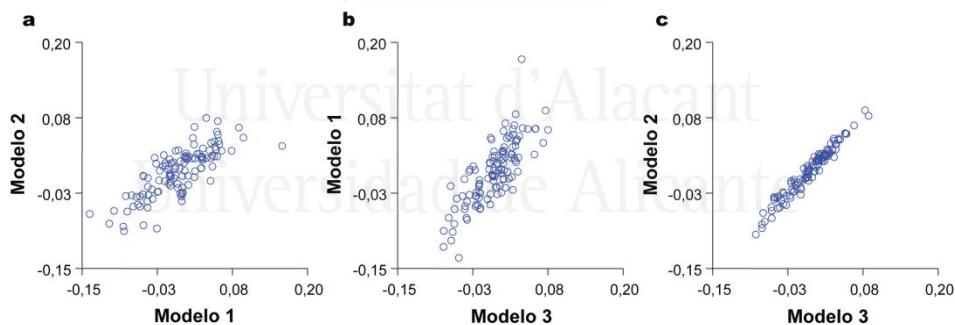 a
b
c
0,20
0,08
-0,03
-0,15
Modelo 2
-0,15
-0,03
0,08
0,20
Modelo 1
0,20
0,08
-0,03
-0,15
Modelo 1
-0,15
-0,03
0,08
0,20
Modelo 3
0,20
0,08
-0,03
-0,15
Modelo 2
-0,15
-0,03
0,08
0,20
Modelo 3
Universitat d'Alacant
Universidad de Alicante